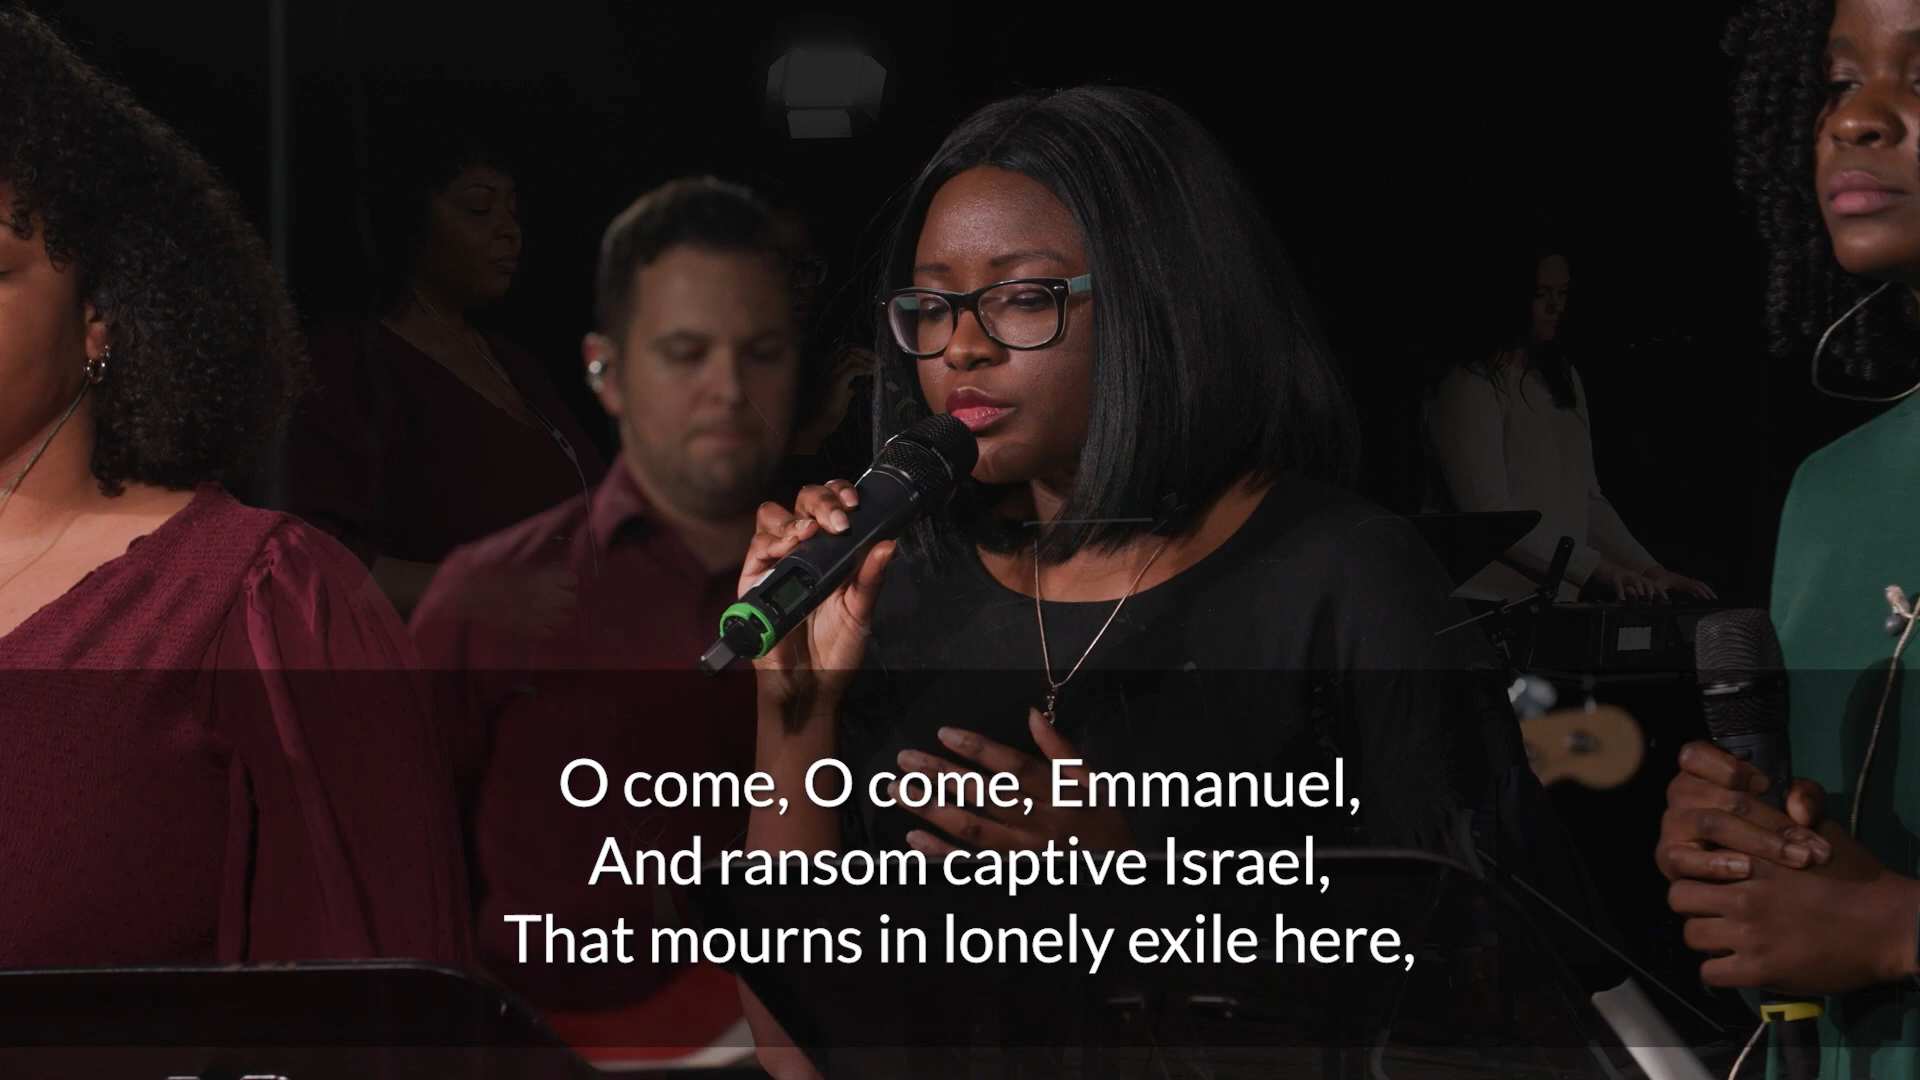 O come, O come, Emmanuel,
And ransom captive Israel,
That mourns in lonely exile here,